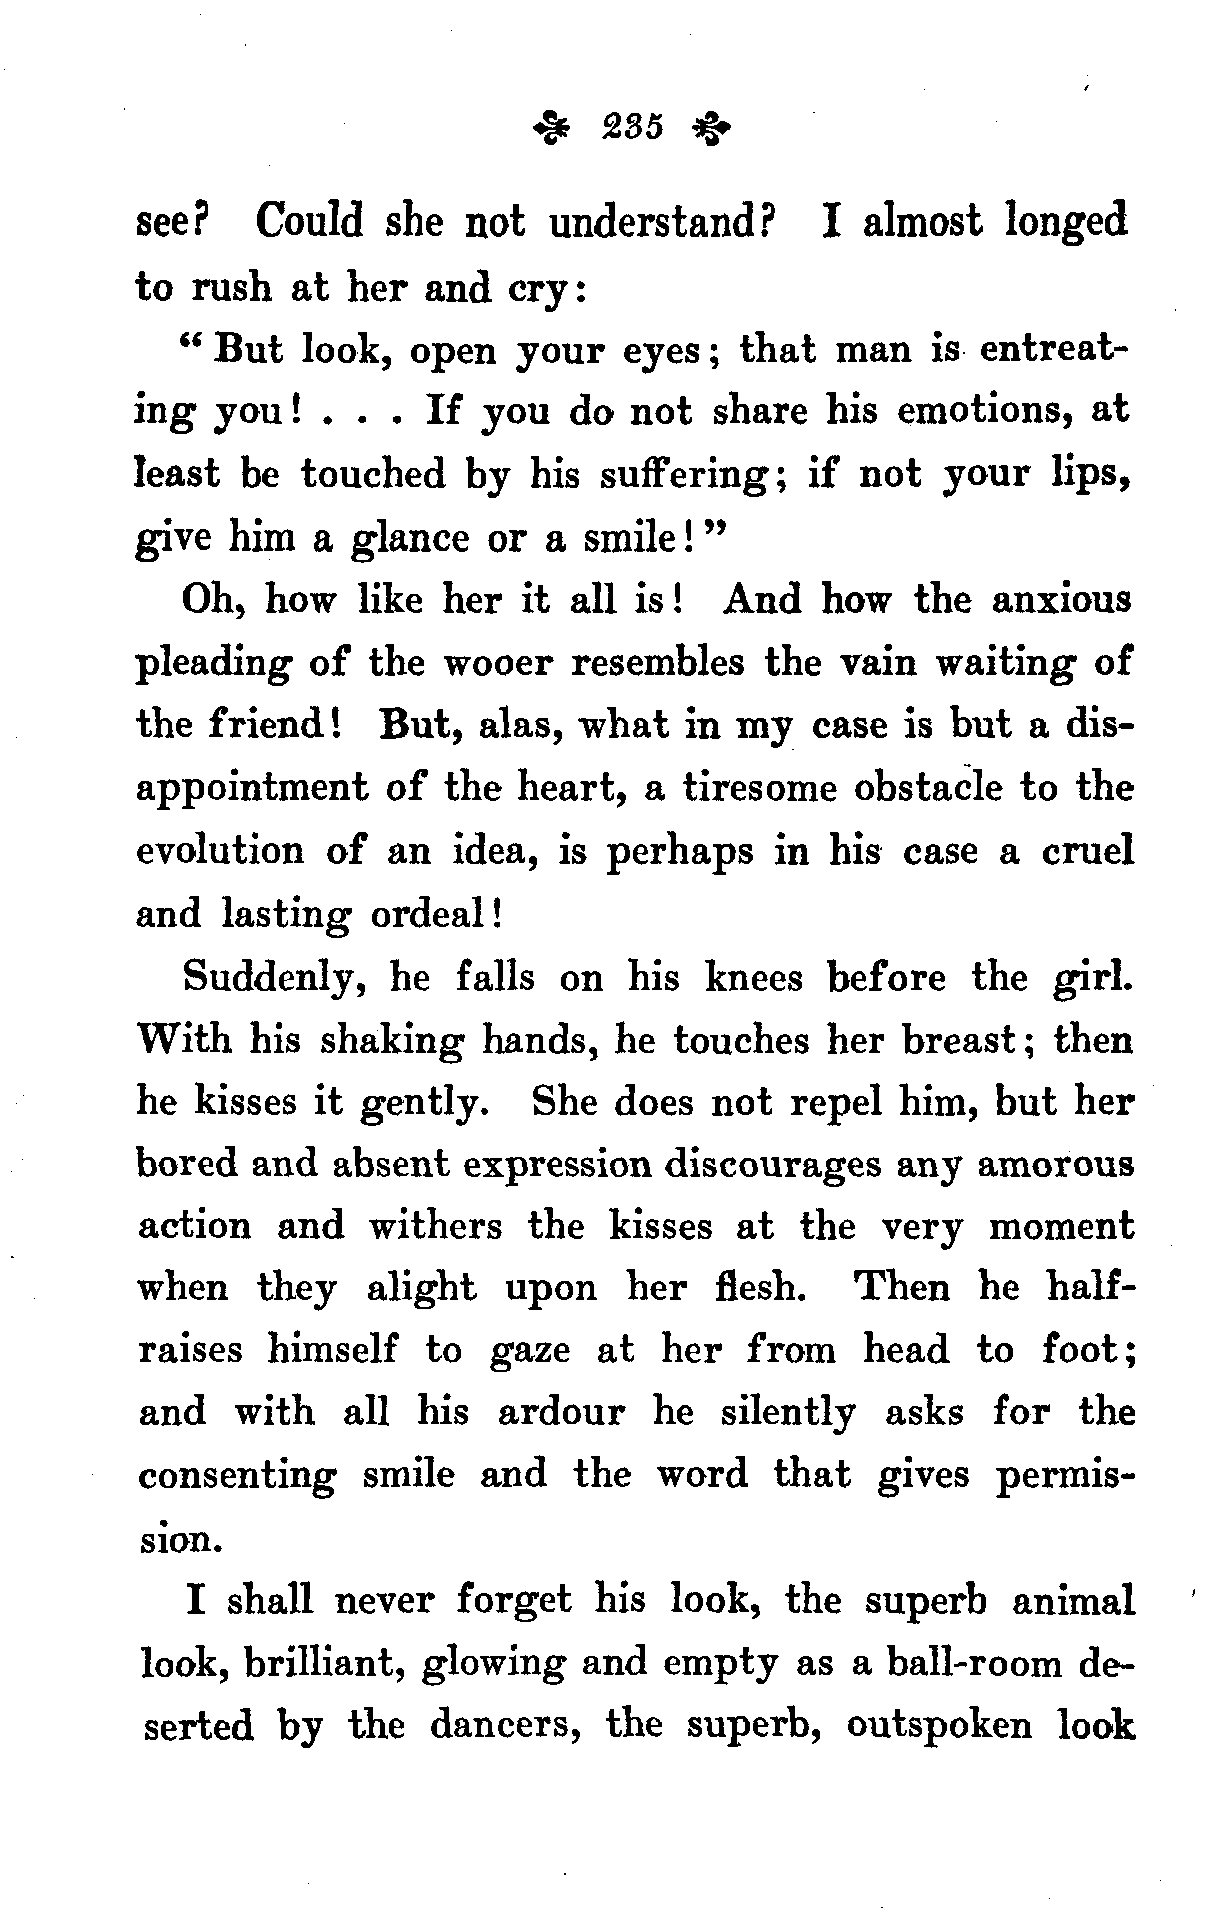 235
see? Could she not understand? I almost longed
to rush at her and cry:
“But look, open your eyes; that man is entreat-
ing you! . . . If you do not share his emotions, at
least be touched by his suffering; if not your lips,
give him a glance or a smile!”
Oh, how like her it all is! And how the anxious
pleading of the wooer resembles the vain waiting of
the friend! But, alas, what in my case is but a dis-
appointment of the heart, a tiresome obstacle to the
evolution of an idea, is perhaps in his case a cruel
and lasting ordeal!
Suddenly, he falls on his knees before the girl.
With his shaking hands, he touches her breast; then
he kisses it gently. She does not repel him, but her
bored and absent expression discourages any amorous
action and withers the kisses at the very moment
when they alight upon her flesh. Then he half-
raises himself to gaze at her from head to foot;
and with all his ardour he silently asks for the
consenting smile and the word that gives permis-
sion.
I shall never forget his look, the superb animal
look, brilliant, glowing and empty as a ball-room de-
serted by the dancers, the superb, outspoken look